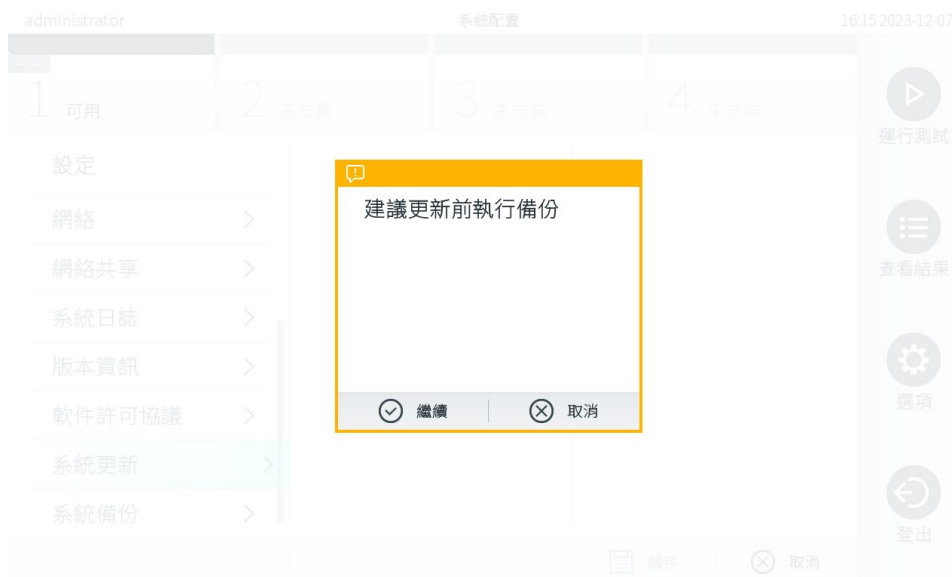 administrator
系統配置
16:15 2023-12-07
1 可用
2 未安裝
3 未安裝
4 未安裝
運行測試
設定
網絡
網絡共享
系統日誌
版本資訊
軟件許可協議
系統更新
系統備份
建議更新前執行備份
繼續
取消
查看結果
選項
登出
儲存
取消